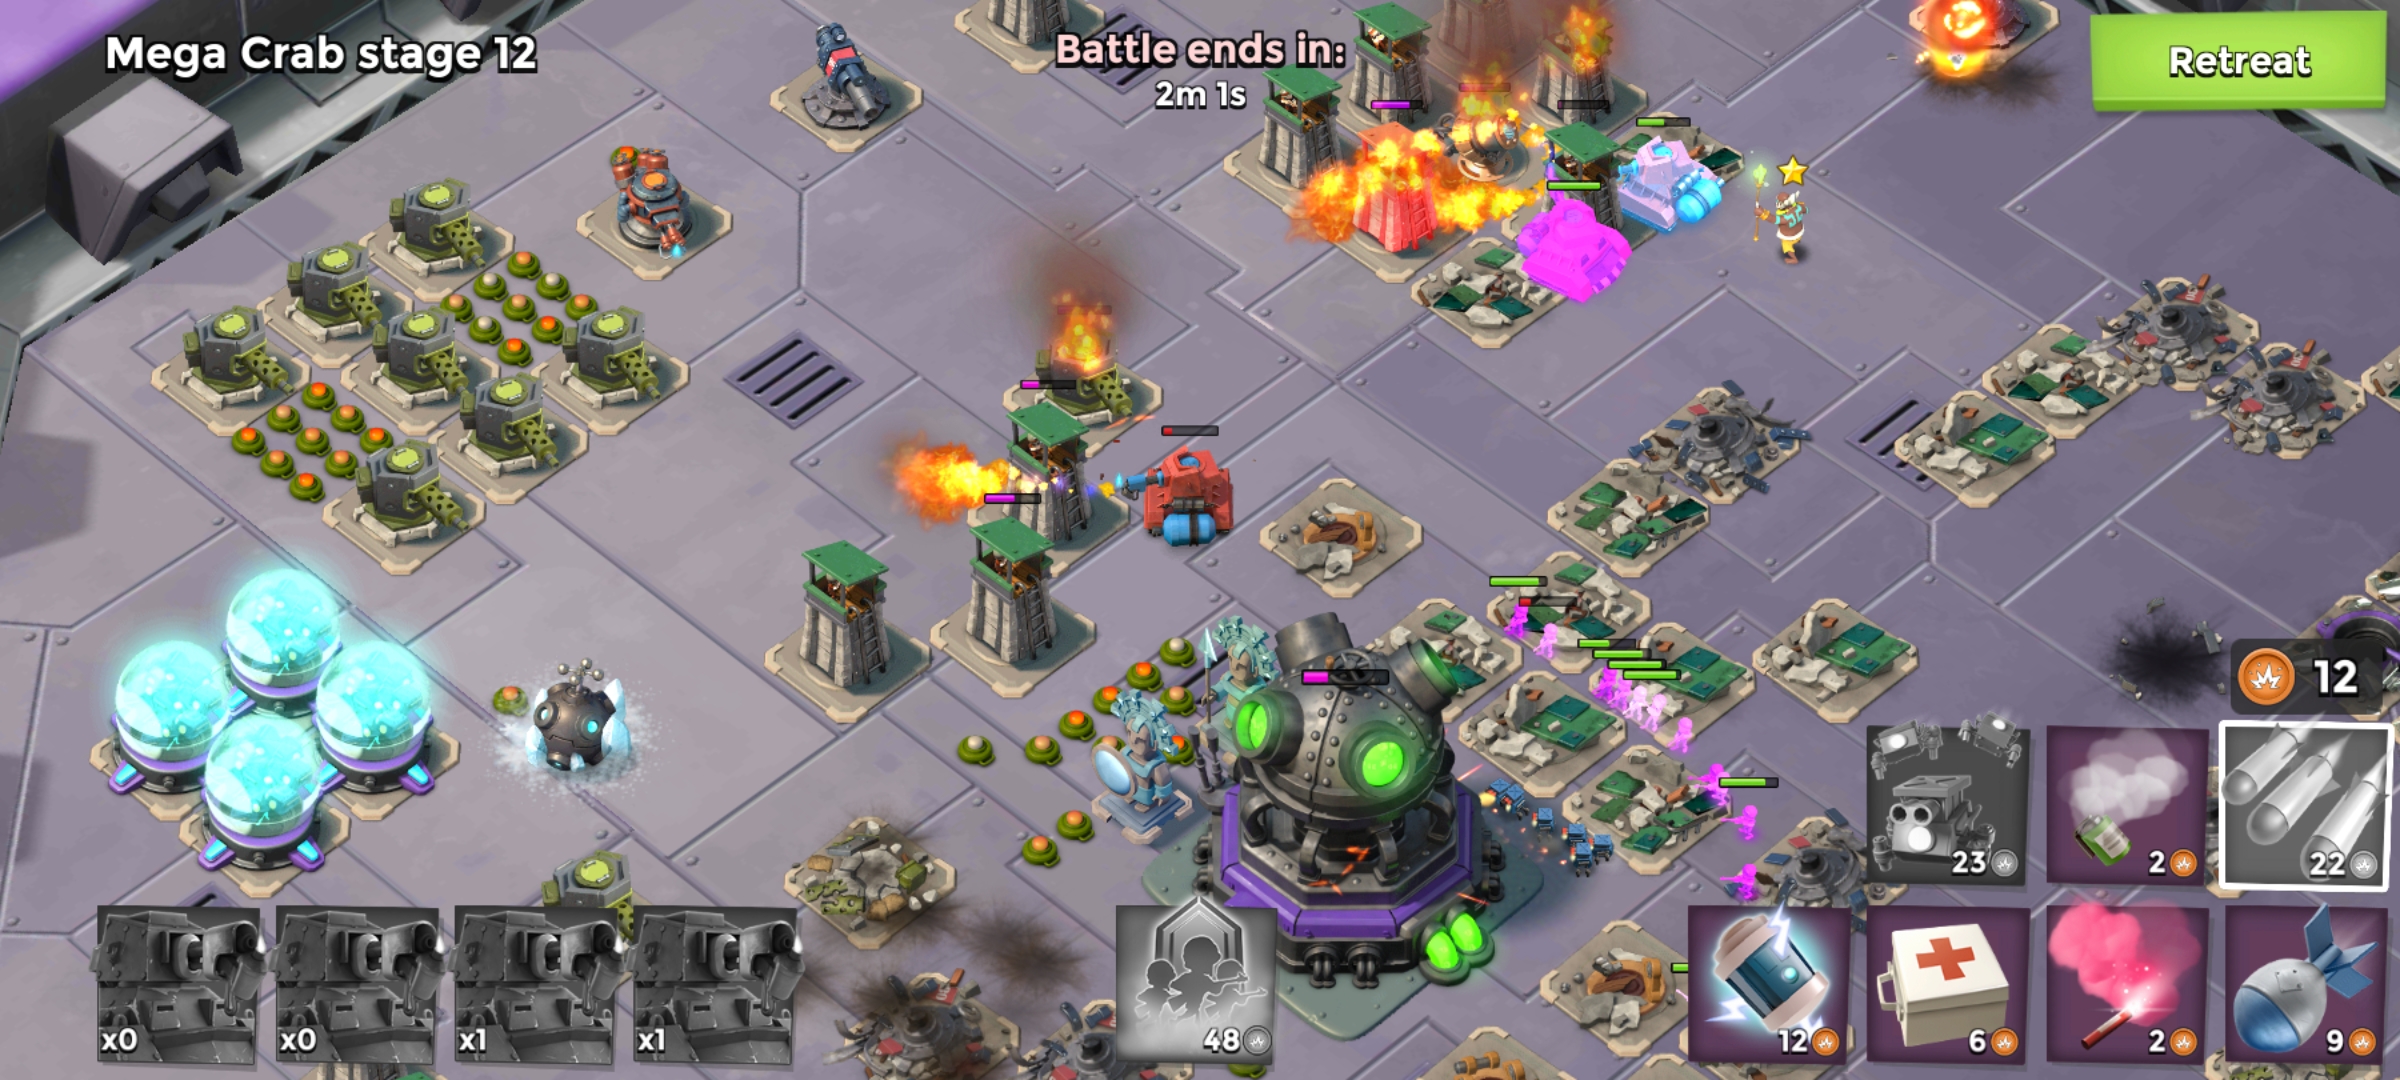 Mega Crab stage 12
Battle ends in:
2m 1s
Retreat
12
23
2
22
x0
x0
x1
x1
48
12
6
2
9